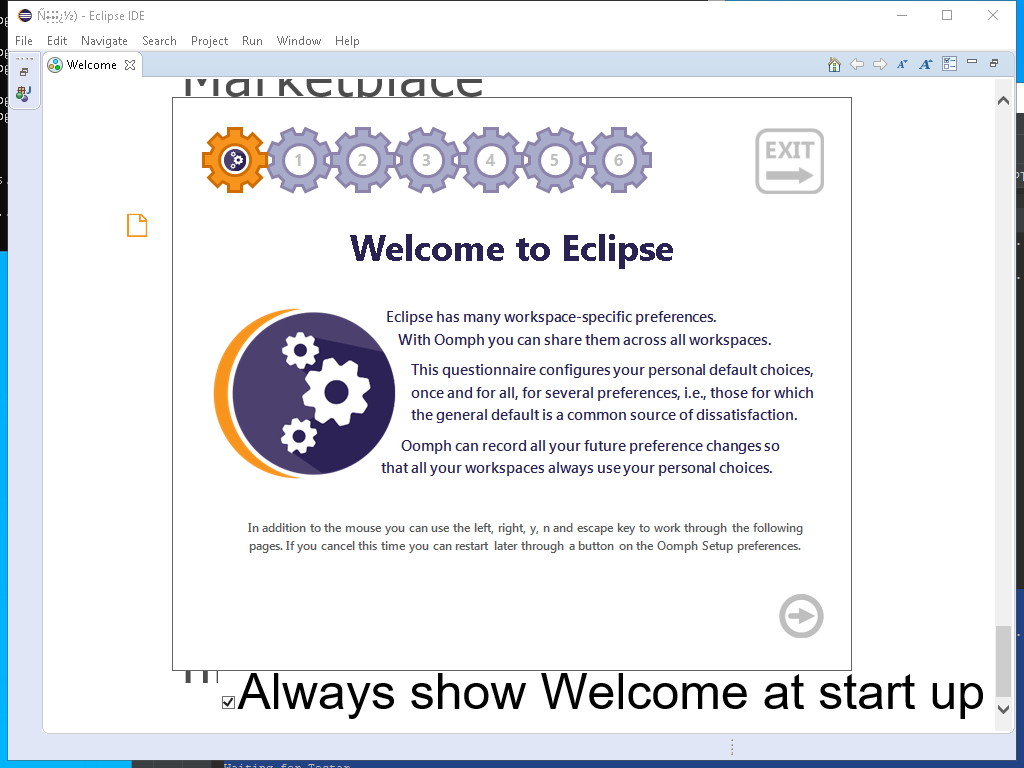 - Eclipse IDE
File Edit Navigate Search Project Run Window Help
Welcome
Marketplace
1 2 3 4 5 6
EXIT
Welcome to Eclipse
Eclipse has many workspace-specific preferences.
With Oomph you can share them across all workspaces.
This questionnaire configures your personal default choices,
once and for all, for several preferences, i.e., those for which
the general default is a common source of dissatisfaction.
Oomph can record all your future preference changes so
that all your workspaces always use your personal choices.
In addition to the mouse you can use the left, right, y, n and escape key to work through the following
pages. If you cancel this time you can restart later through a button on the Oomph Setup preferences.
Always show Welcome at start up
Waiting for Testar